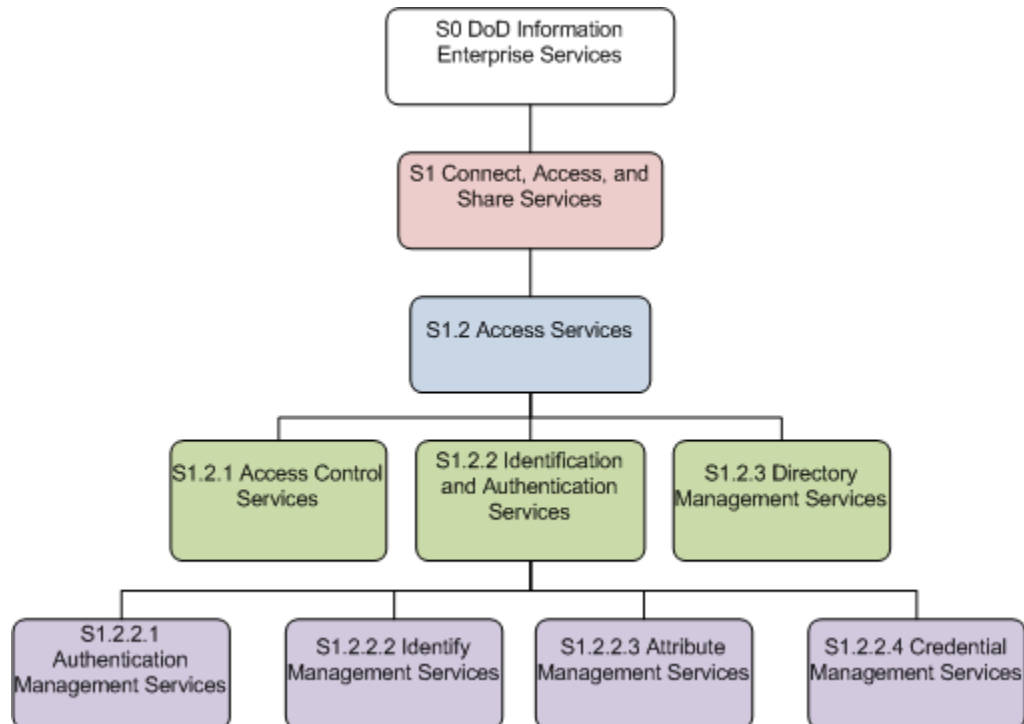 S0 DoD Information
Enterprise Services
S1 Connect, Access, and
Share Services
S1.2 Access Services
S1.2.1 Access Control
Services
S1.2.2 Identification
and Authentication
Services
S1.2.3 Directory
Management Services
S1.2.2.1
Authentication
Management Services
S1.2.2.2 Identify
Management Services
S1.2.2.3 Attribute
Management Services
S1.2.2.4 Credential
Management Services